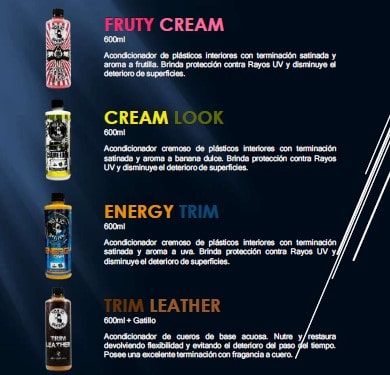 FRUTY CREAM
600ml
Acondicionador de plásticos interiores con terminación satinada y
aroma a frutilla. Brinda protección contra Rayos UV y disminuye el
deterioro de superficies.
CREAM LOOK
600ml
Acondicionador cremoso de plásticos interiores con terminación
satinada y aroma a banana dulce. Brinda protección contra Rayos
UV y disminuye el deterioro de superficies.
ENERGY TRIM
600ml
Acondicionador cremoso de plásticos interiores con terminación
satinada y aroma a uva. Brinda protección contra Rayos UV y
disminuye el deterioro de superficies.
TRIM LEATHER
600ml + Gatillo
Acondicionador de cueros de base acuosa. Nutre y restaura
devolviendo flexibilidad y evitando el deterioro del paso del tiempo.
Posee una excelente terminación con fragancia a cuero.
TRIM
LEATHER